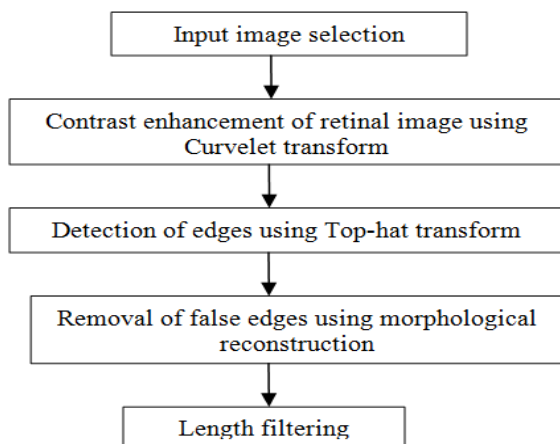 Input image selection
Contrast enhancement of retinal image using
Curvelet transform
Detection of edges using Top-hat transform
Removal of false edges using morphological
reconstruction
Length filtering